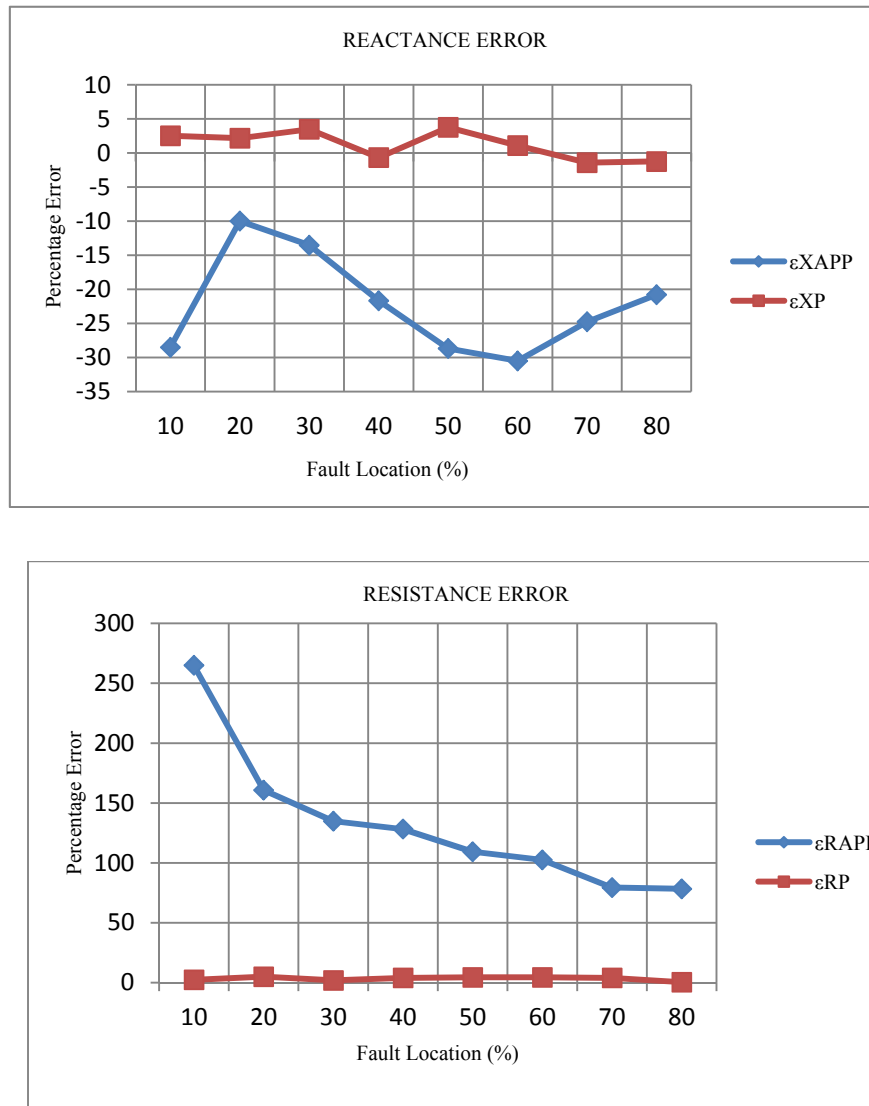 REACTANCE ERROR
10
5
0
-5
-10
-15
-20
-25
-30
-35
Percentage Error
10 20 30 40 50 60 70 80
Fault Location (%)
εXAPP
εXP
RESISTANCE ERROR
300
250
200
150
100
50
0
Percentage Error
10 20 30 40 50 60 70 80
Fault Location (%)
εRAPI
εRP